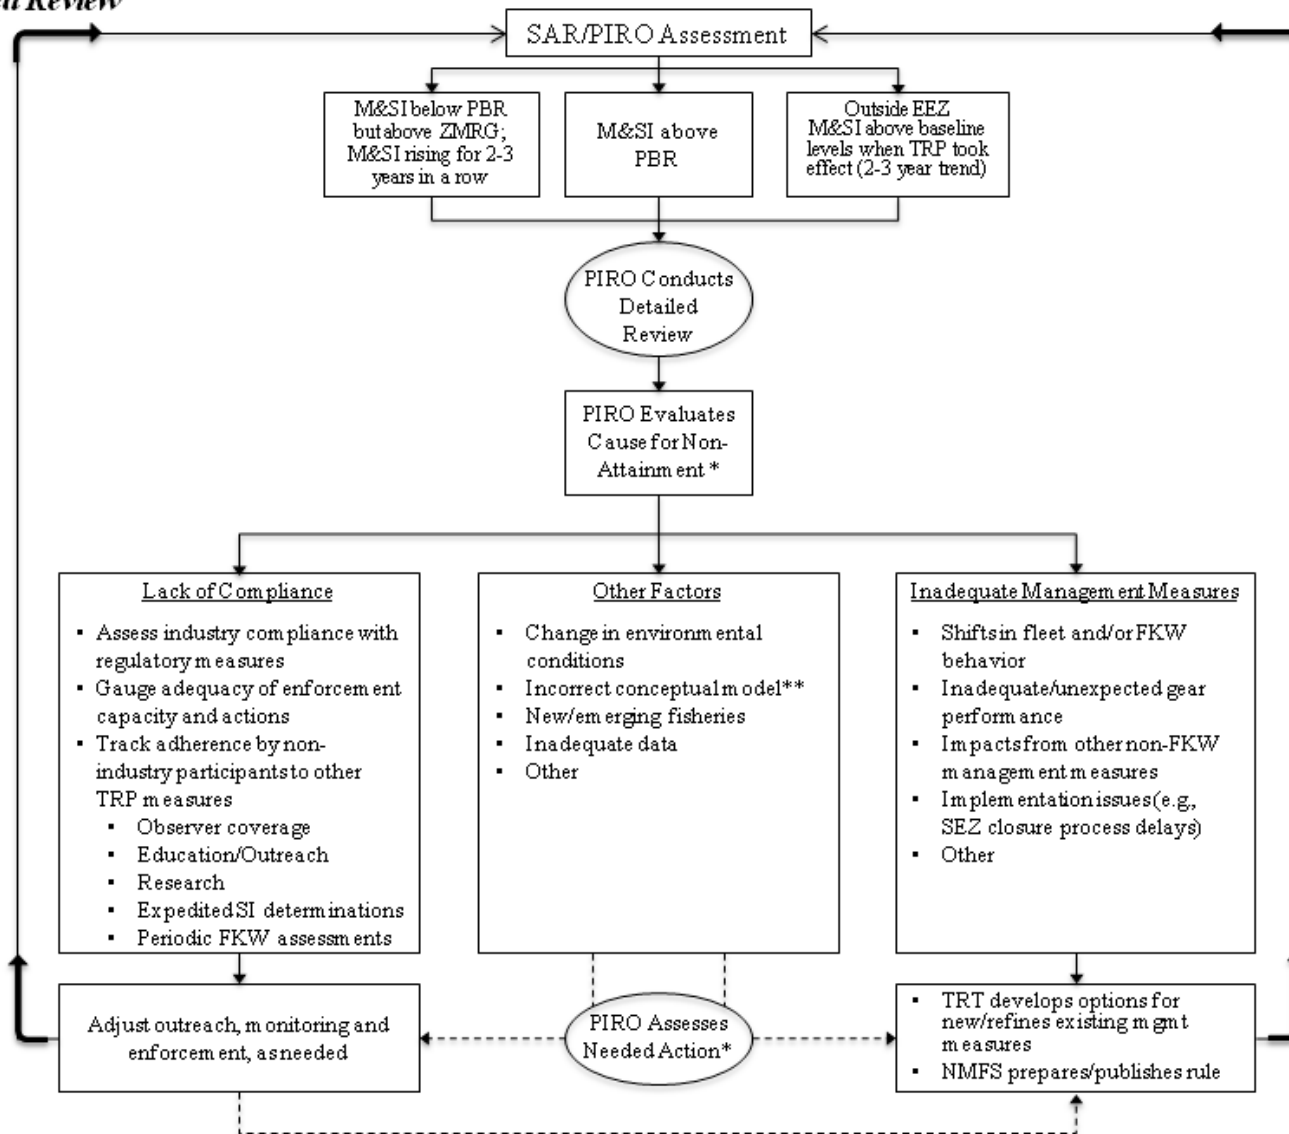 Review
SAR/PIRO Assessment
M&SI below PBR
but above ZMRG;
M&SI rising for 2-3
years in a row
M&SI above
PBR
Outside EEZ
M&SI above baseline
levels when TRP took
effect (2-3 year trend)
PIRO Conducts
Detailed
Review
PIRO Evaluates
Cause for Non-
Attainment *
Lack of Compliance
▪ Assess industry compliance with
regulatory measures
▪ Gauge adequacy of enforcement
capacity and actions
▪ Track adherence by non-
industry participants to other
TRP measures
▪ Observer coverage
▪ Education/Outreach
▪ Research
▪ Expedited SI determinations
▪ Periodic FKW assessments
Other Factors
▪ Change in environmental
conditions
▪ Incorrect conceptual model**
▪ New/emerging fisheries
▪ Inadequate data
▪ Other
Inadequate Management Measures
▪ Shifts in fleet and/or FKW
behavior
▪ Inadequate/unexpected gear
performance
▪ Impacts from other non-FKW
management measures
▪ Implementation issues (e.g.,
SEZ closure process delays)
▪ Other
Adjust outreach, monitoring and
enforcement, as needed
PIRO Assesses
Needed Action*
▪ TRT develops options for
new/refines existing mgmt
measures
▪ NMFS prepares/publishes rule